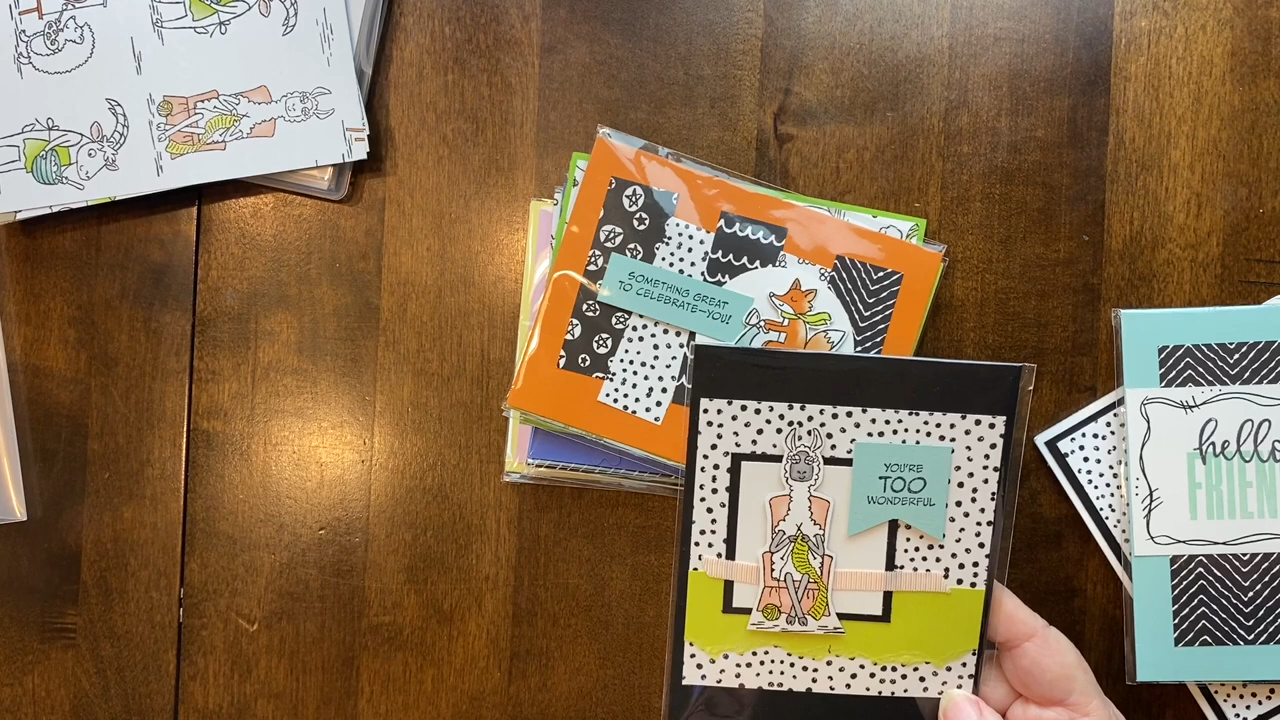 SOMETHING GREAT
TO CELEBRATE—YOU!
YOU'RE
TOO
WONDERFUL
hello
FRIEN